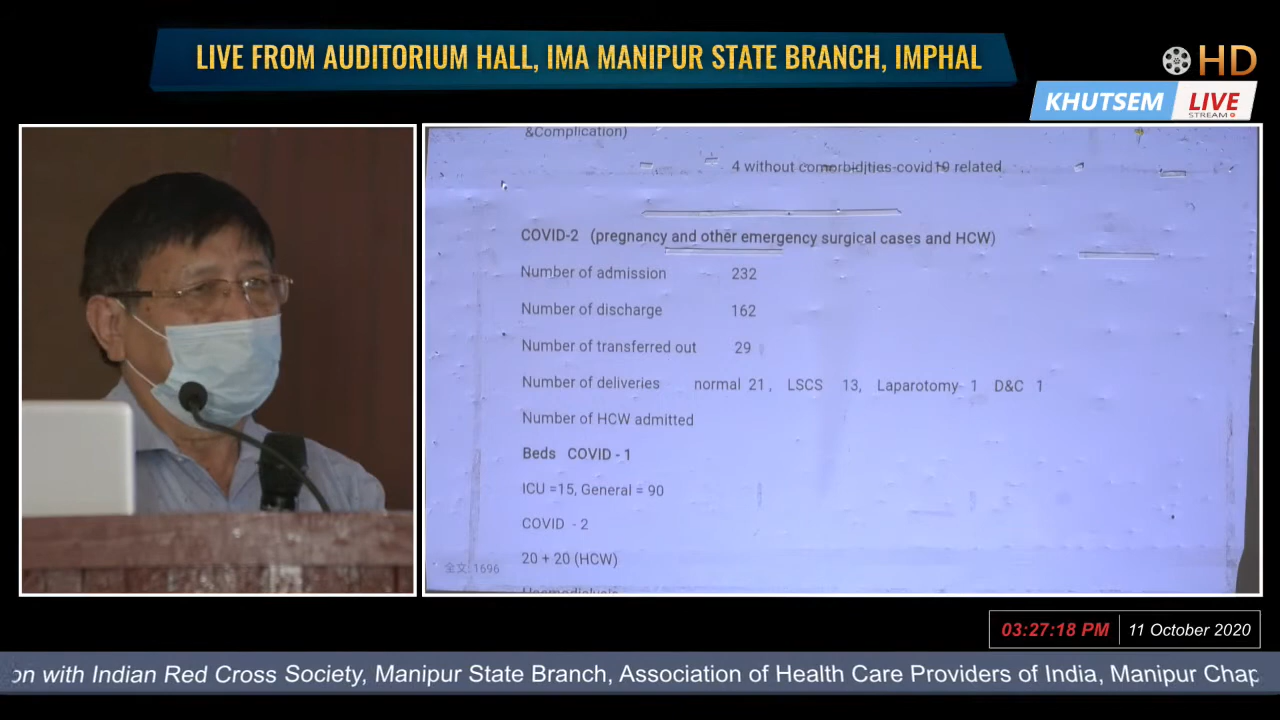 LIVE FROM AUDITORIUM HALL, IMA MANIPUR STATE BRANCH, IMPHAL
HD
KHUTSEM LIVE
STREAM
&Complication)
4 without comorbidities-covid19 related
COVID-2 (pregnancy and other emergency surgical cases and HCW)
Number of admission 232
Number of discharge 162
Number of transferred out 29
Number of deliveries normal 21, LSCS 13, Laparotomy 1 D&C 1
Number of HCW admitted
Beds COVID - 1
ICU =15, General = 90
COVID - 2
20 + 20 (HCW)
全文: 1696
Haemodialysis
03:27:18 PM 11 October 2020
on with Indian Red Cross Society, Manipur State Branch, Association of Health Care Providers of India, Manipur Chap